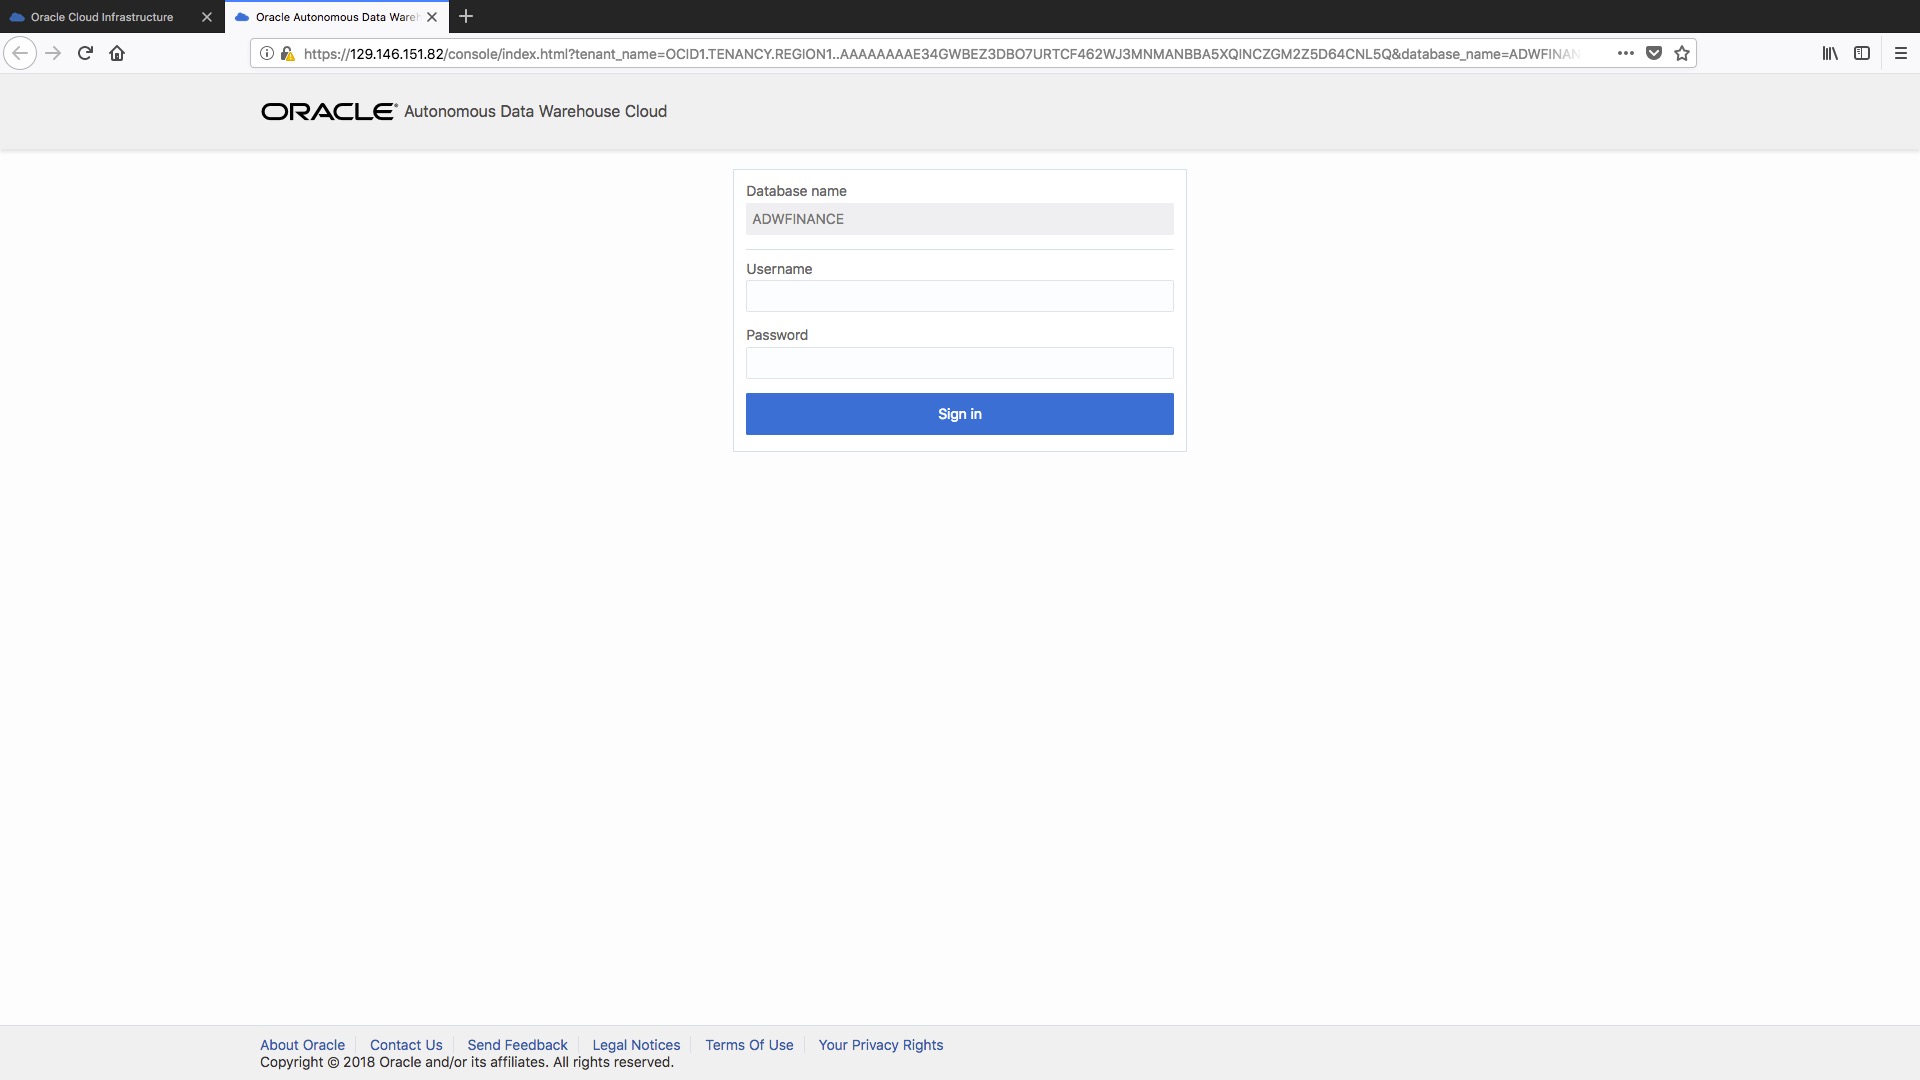 Oracle Cloud Infrastructure
Oracle Autonomous Data Wareh
https://129.146.151.82/console/index.html?tenant_name=OCID1.TENANCY.REGION1..AAAAAAAAE34GWBEZ3DBO7URTCF462WJ3MNMANBBA5XQINCZGM2Z5D64CNL5Q&database_name=ADWFINAN
ORACLE® Autonomous Data Warehouse Cloud
Database name
ADWFINANCE
Username
Password
Sign in
About Oracle Contact Us Send Feedback Legal Notices Terms Of Use Your Privacy Rights
Copyright © 2018 Oracle and/or its affiliates. All rights reserved.